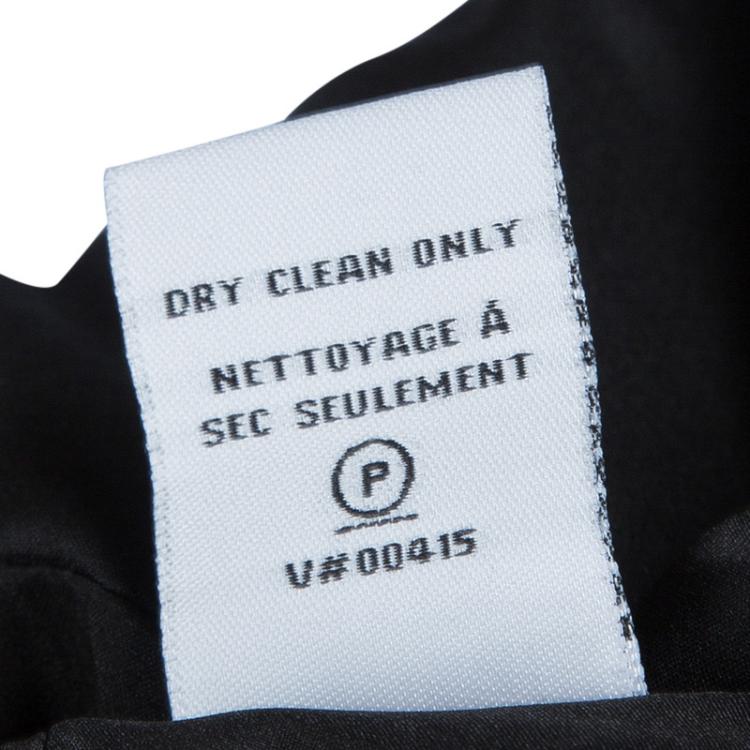 DRY CLEAN ONLY
NETTOYAGE Á
SEC SEULEMENT
P
V#00415